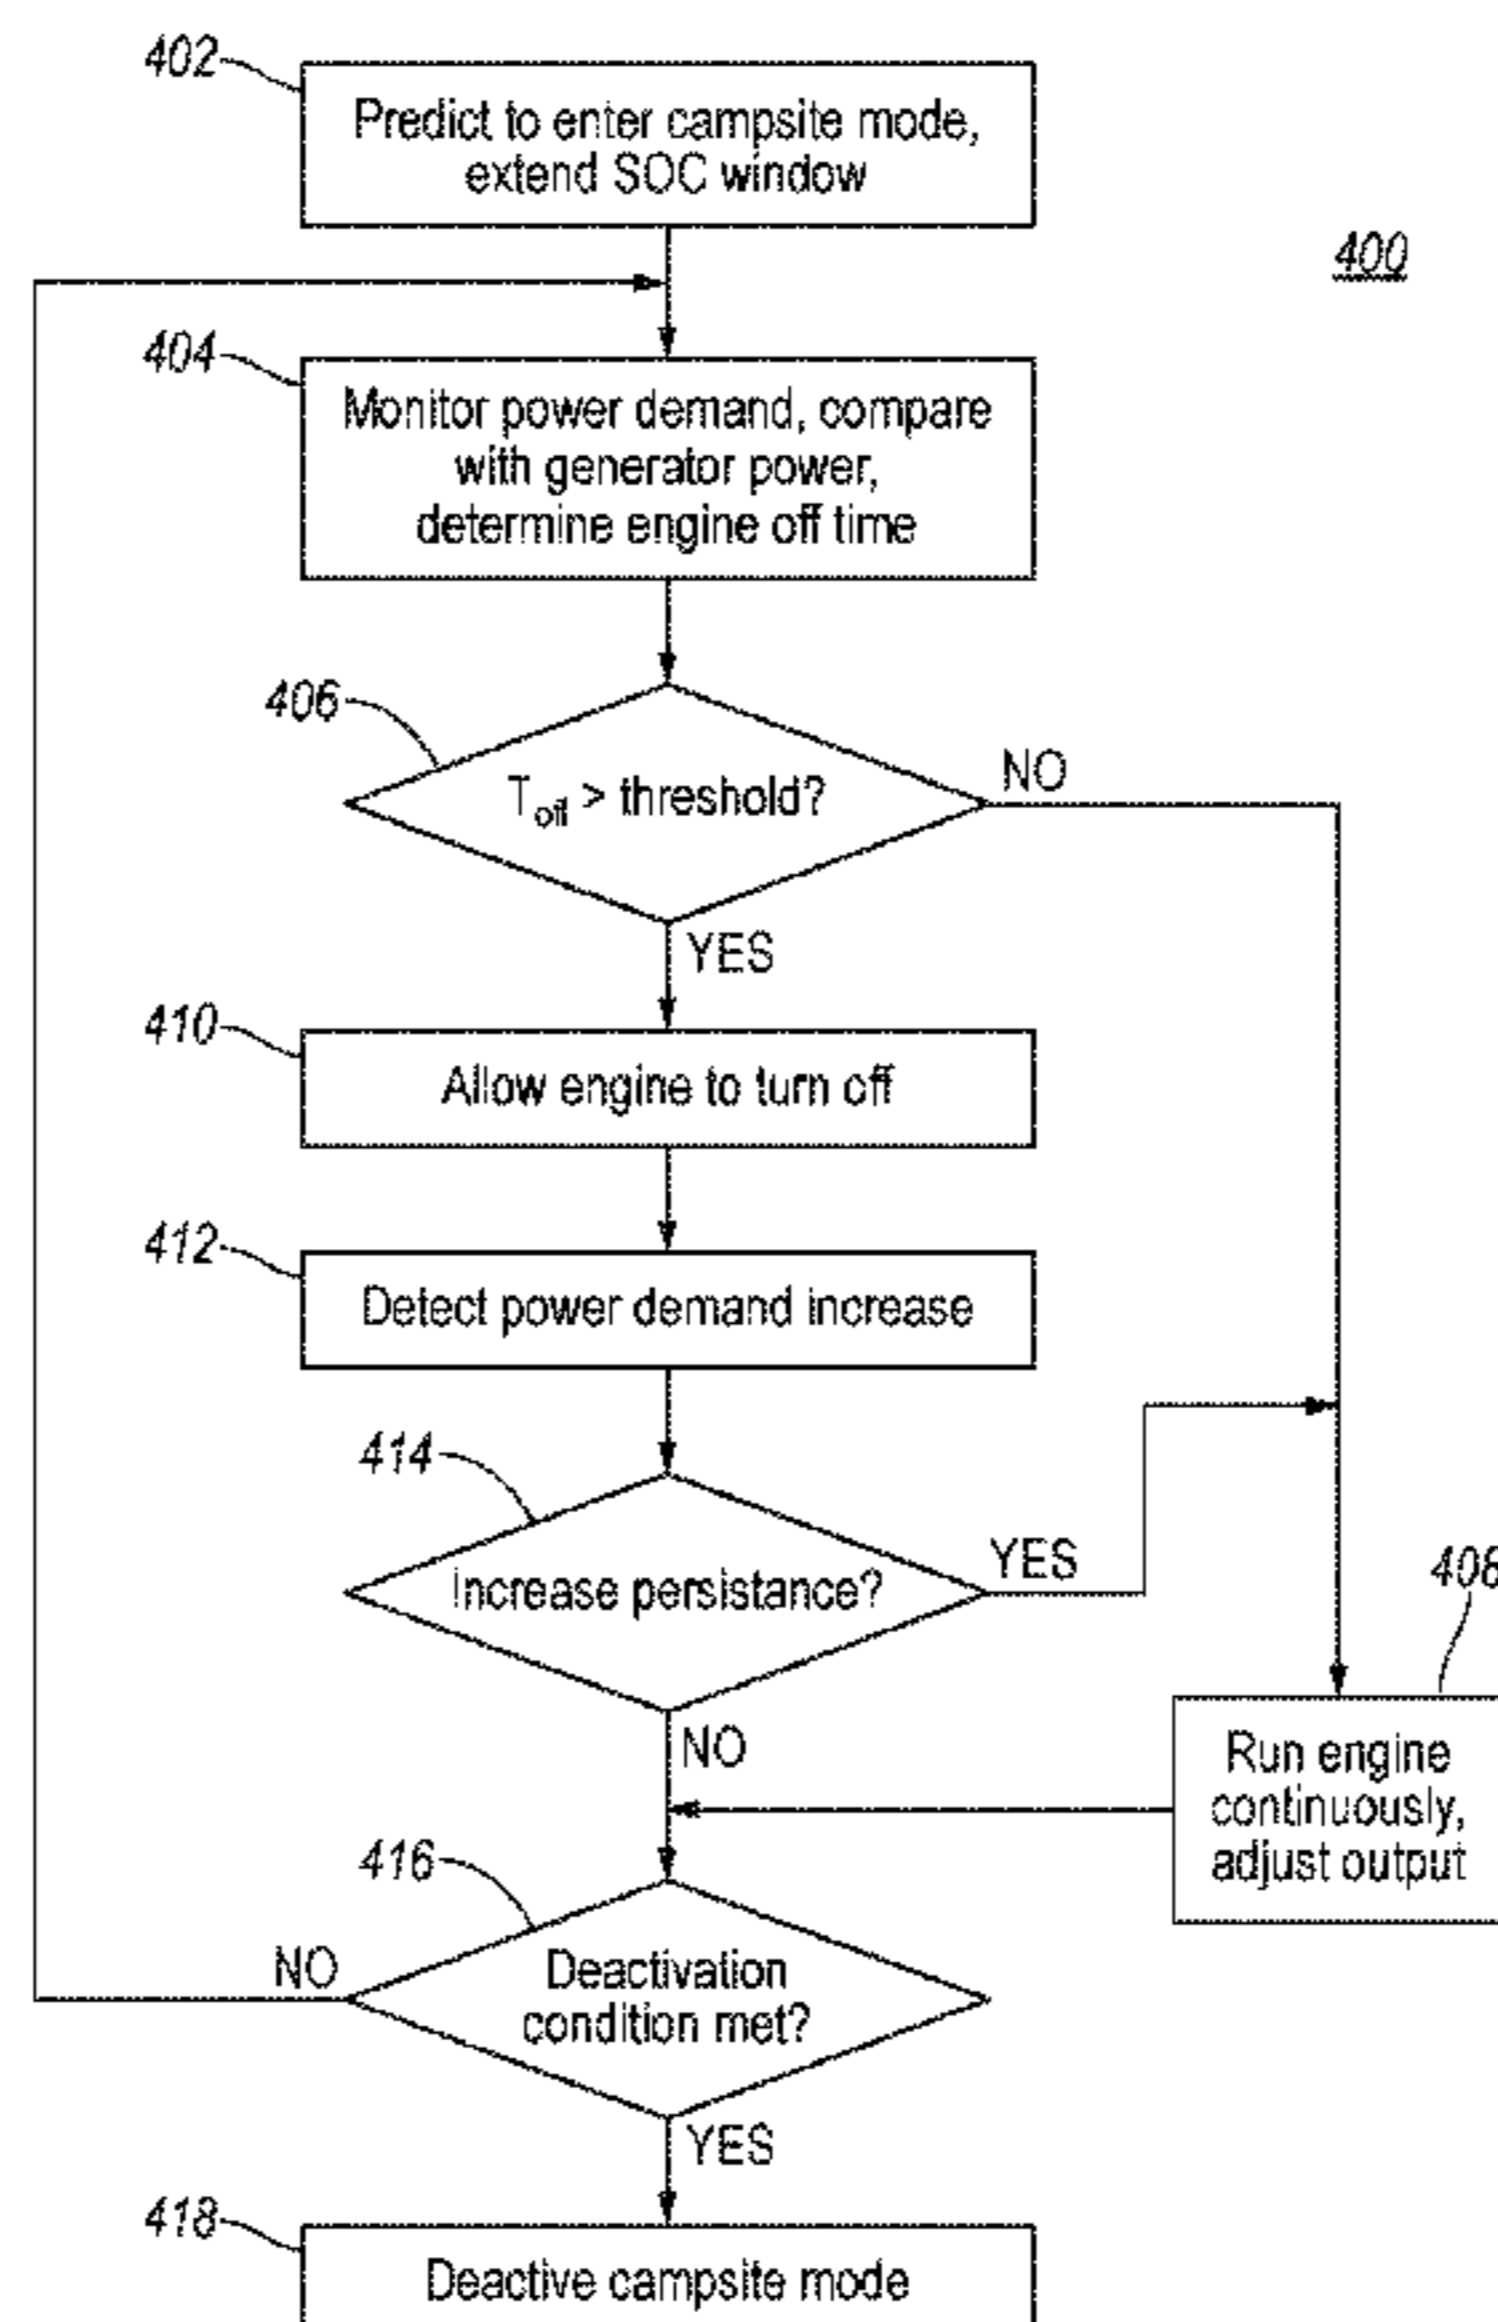 402
Predict to enter campsite mode,
extend SOC window
400
404
Monitor power demand, compare
with generator power,
determine engine off time
406
Toff > threshold?
NO
YES
410
Allow engine to turn off
412
Detect power demand increase
414
Increase persistance?
YES
408
NO
Run engine
continuously,
adjust output
416
NO
Deactivation
condition met?
YES
418
Deactive campsite mode